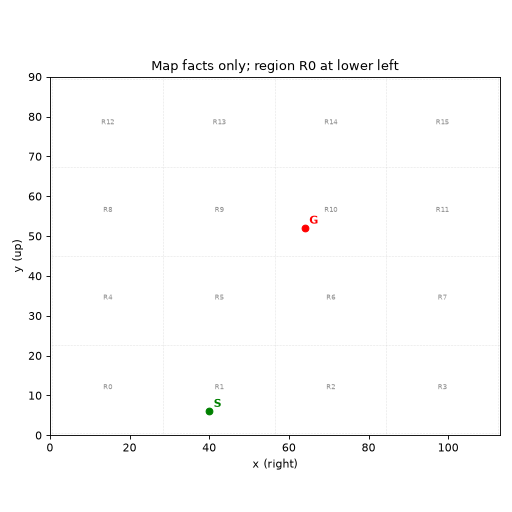 Map facts only; region R0 at lower left
90
80
70
60
50
40
30
20
10
0
y (up)
R12 R13 R14 R15
R8 R9 R10 R11
G
R4 R5 R6 R7
R0 R1 R2 R3
S
0 20 40 60 80 100
x (right)